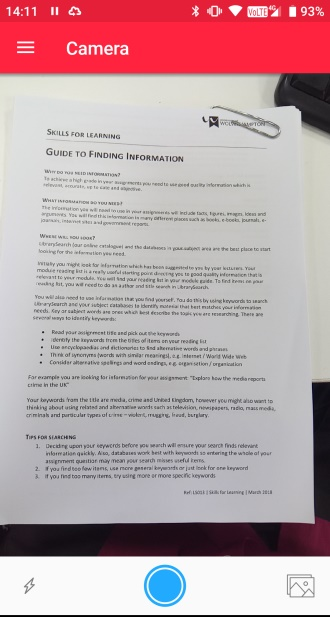 14:11
VoLTE 4G 93%
Camera
WOLVERHAMPTON
SKILLS FOR LEARNING
GUIDE TO FINDING INFORMATION
WHY DO YOU NEED INFORMATION?
To achieve a high grade in your assignments you need to use good quality information which is
relevant, accurate, up to date and objective.
WHAT INFORMATION DO YOU NEED?
The information you will need to use in your assignments will include facts, figures, images, ideas and
arguments. You will find this information in many different places such as books, e-books, journals, e-
journals, internet sites and government reports.
WHERE WILL YOU LOOK?
LibrarySearch (our online catalogue) and the databases in your subject area are the best place to start
looking for the information you need.
Initially you might look for information which has been suggested to you by your lecturers. Your
module reading list is a really useful starting point directing you to good quality information that is
relevant to your module. You will find your reading list in your module guide. To find items on your
reading list, you will need to do an author and title search in LibrarySearch.
You will also need to use information that you find yourself. You do this by using keywords to search
LibrarySearch and your subject databases to identify material that best matches your information
needs. Key or subject words are ones which best describe the topic you are researching. There are
several ways to identify keywords:
• Read your assignment title and pick out the keywords
• Identify the keywords from the titles of items on your reading list
• Use encyclopaedias and dictionaries to find alternative words and phrases
• Think of synonyms (words with similar meanings), e.g. Internet / World Wide Web
• Consider alternative spellings and word endings, e.g. organization / organisation
For example you are looking for information for your assignment: "Explore how the media reports
crime in the UK"
Your keywords from the title are media, crime and United Kingdom, however you might also want to
thinking about using related and alternative words such as television, newspapers, radio, mass media,
criminals and particular types of crime – violent, mugging, fraud, burglary.
TIPS FOR SEARCHING
1. Deciding upon your keywords before you search will ensure your search finds relevant
information quickly. Also, databases work best with keywords so entering the whole of your
assignment question may mean your search misses useful items.
2. If you find too few items, use more general keywords or just look for one keyword
3. If you find too many items, try using more or more specific keywords
Ref: LS013 | Skills for Learning | March 2018